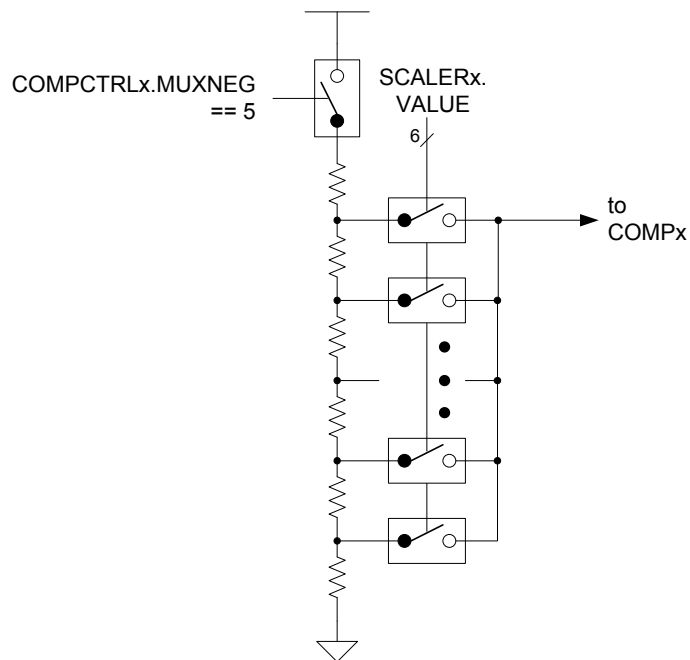 COMPCTRLx.MUXNEG
== 5
SCALERx.
VALUE
6
to
COMPx